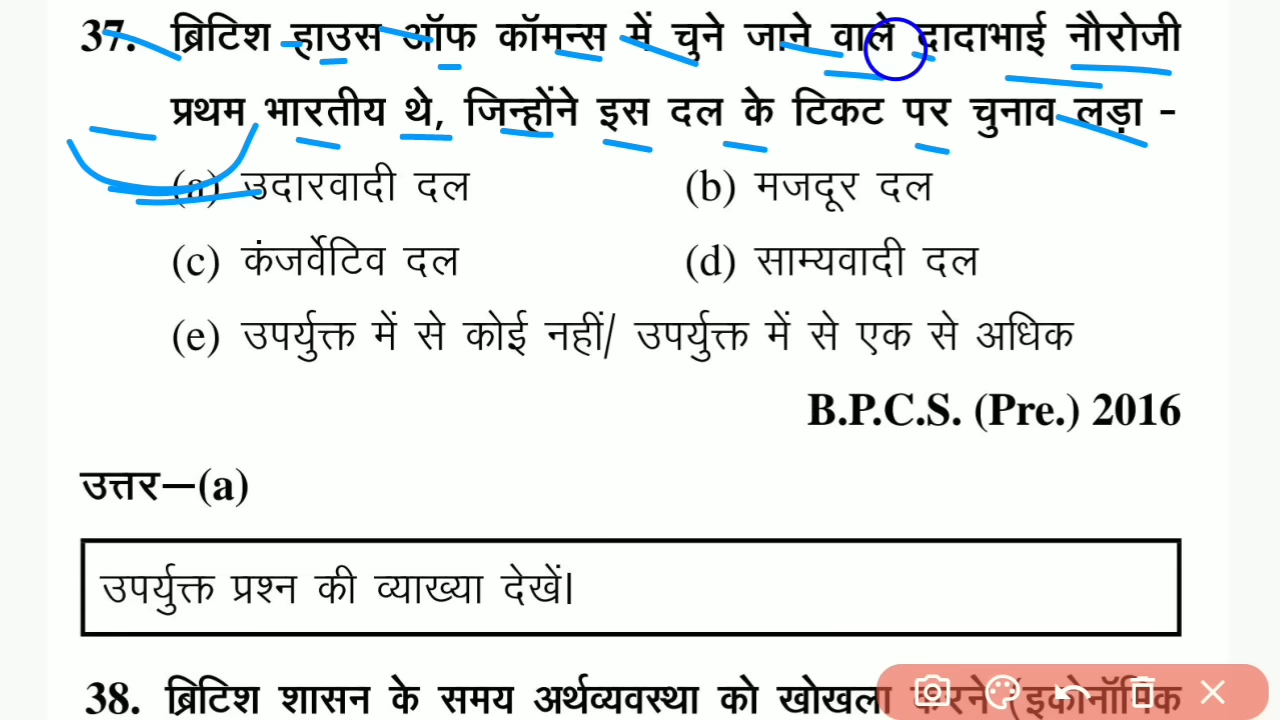 37. ब्रिटिश हाउस ऑफ कॉमन्स में चुने जाने वाले दादाभाई नौरोजी
प्रथम भारतीय थे, जिन्होंने इस दल के टिकट पर चुनाव लड़ा -
(a) उदारवादी दल (b) मजदूर दल
(c) कंजर्वेटिव दल (d) साम्यवादी दल
(e) उपर्युक्त में से कोई नहीं/ उपर्युक्त में से एक से अधिक
B.P.C.S. (Pre.) 2016
उत्तर—(a)
उपर्युक्त प्रश्न की व्याख्या देखें।
38. ब्रिटिश शासन के समय अर्थव्यवस्था को खोखला करने (इकोनॉमिक